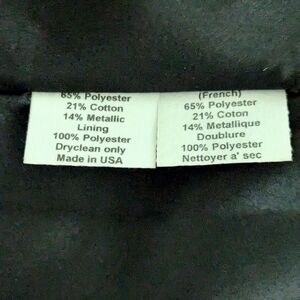 65% Polyester
21% Cotton
14% Metallic
Lining
100% Polyester
Dryclean only
Made in USA
(French)
65% Polyester
21% Coton
14% Metallique
Doublure
100% Polyester
Nettoyer a' sec